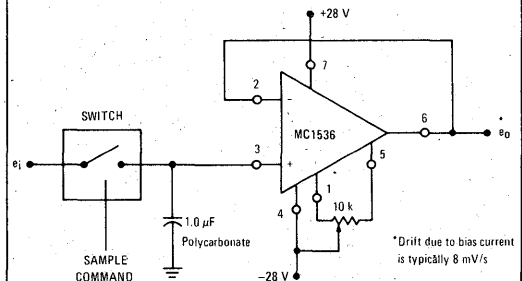 +28 V
7
2
−
SWITCH
MC1536
6
*
eo
ei
3
+
5
1
10 k
4
1.0 µF
Polycarbonate
*Drift due to bias current
is typically 8 mV/s
SAMPLE
COMMAND
−28 V